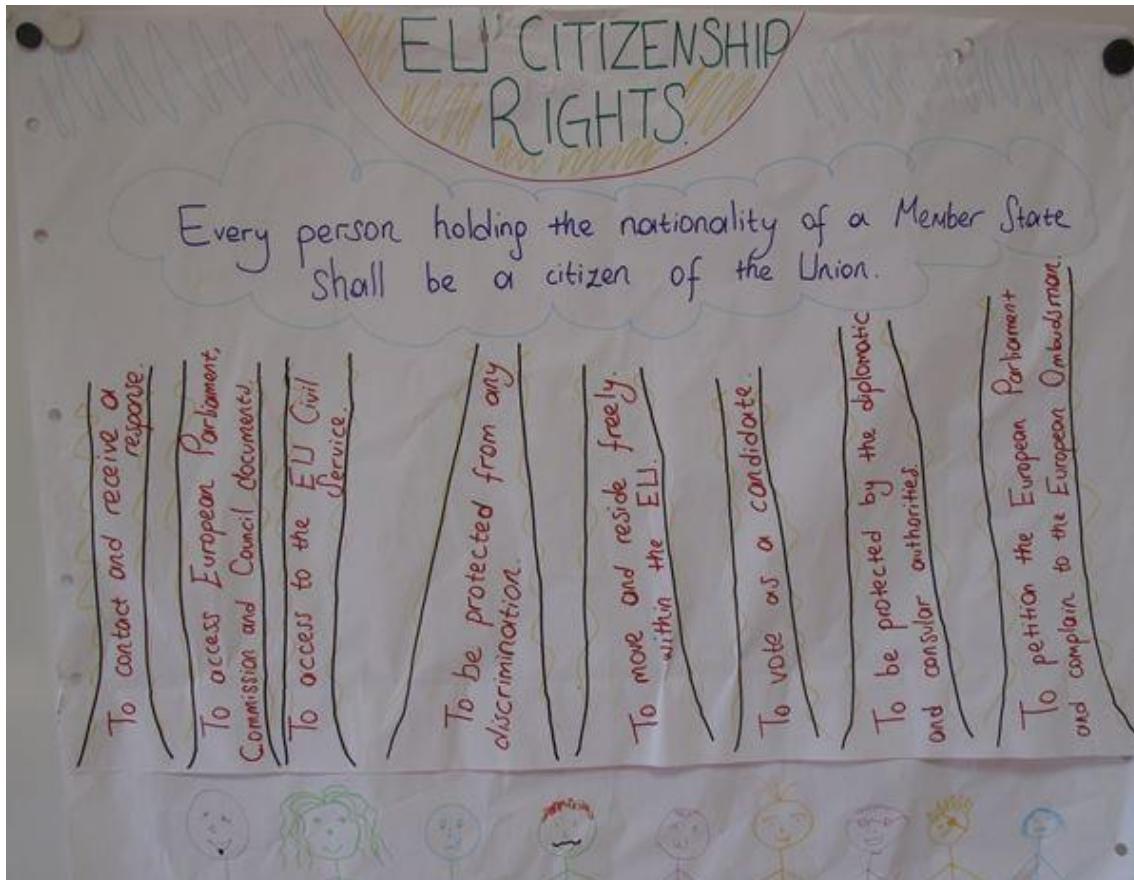 EU CITIZENSHIP
RIGHTS.
Every person holding the nationality of a Member State
shall be a citizen of the Union.
To contact and receive a
response.
To access European Parliament,
Commission and Council documents.
To access to the EU Civil
Service.
To be protected from any
discrimination.
To move and reside freely.
within the EU.
To vote as a candidate.
To be protected by the diplomatic
and consular authorities.
To petition the European Parliament
and complain to the European Ombudsman.